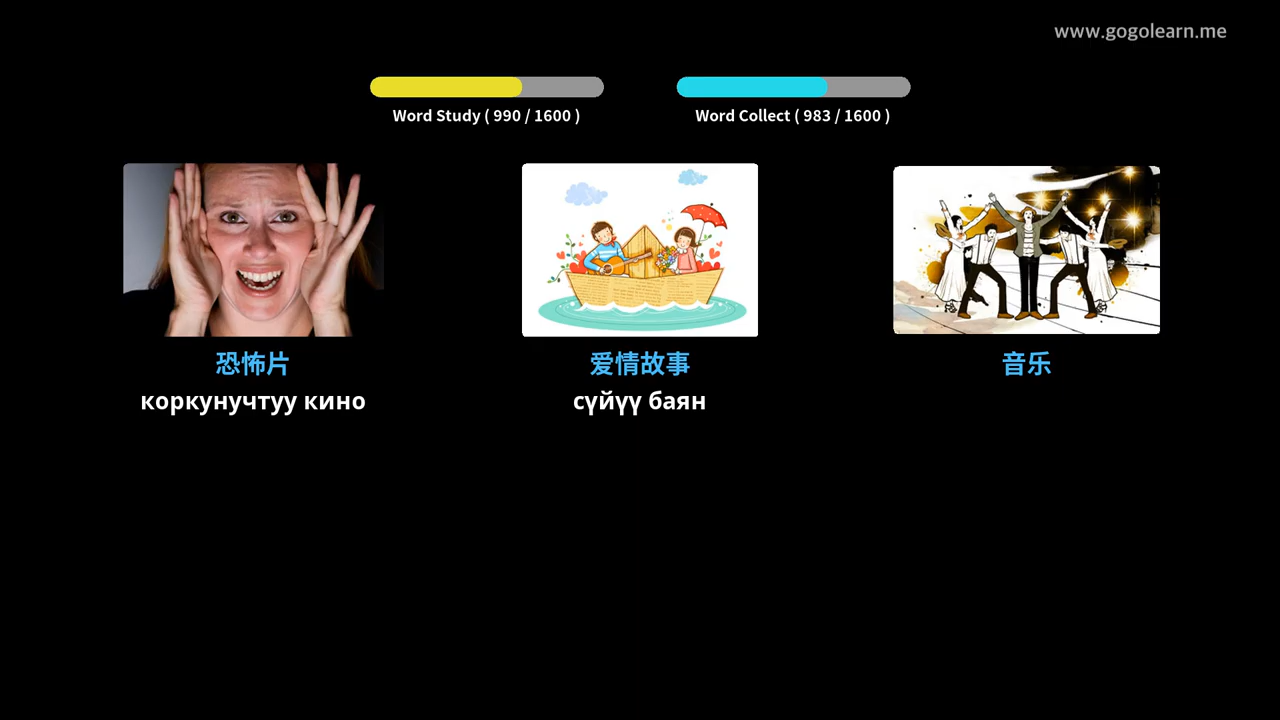 www.gogolearn.me
Word Study ( 990 / 1600 )
Word Collect ( 983 / 1600 )
恐怖片
爱情故事
音乐
коркунучтуу кино
сүйүү баян